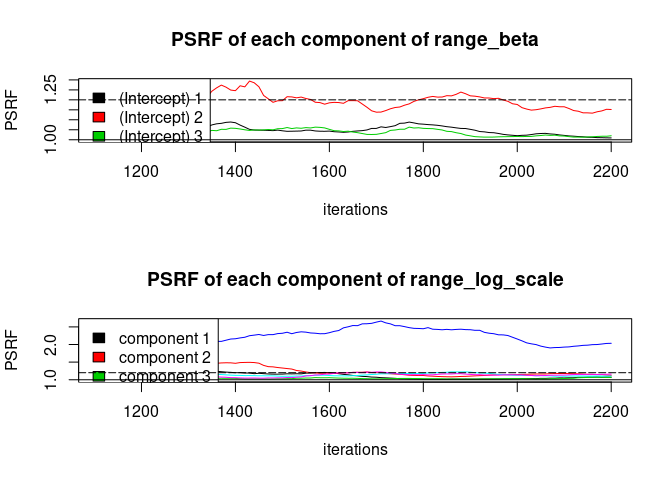 PSRF of each component of range_beta
PSRF
1.00 1.25
(Intercept) 1
(Intercept) 2
(Intercept) 3
1200 1400 1600 1800 2000 2200
iterations
PSRF of each component of range_log_scale
PSRF
1.0 2.0
component 1
component 2
component 3
1200 1400 1600 1800 2000 2200
iterations